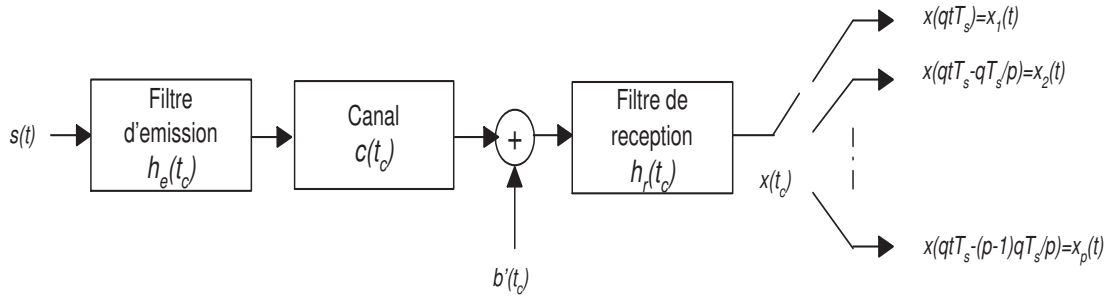 s(t)
Filtre
d'emission
h_e(t_c)
Canal
c(t_c)
+
b'(t_c)
Filtre de
reception
h_r(t_c)
x(t_c)
x(qtT_s)=x_1(t)
x(qtT_s-qT_s/p)=x_2(t)
x(qtT_s-(p-1)qT_s/p)=x_p(t)